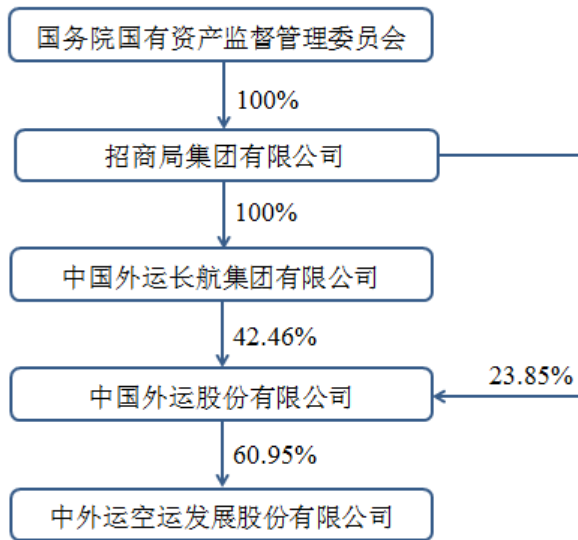 国务院国有资产监督管理委员会
100%
招商局集团有限公司
100%
中国外运长航集团有限公司
42.46%
23.85%
中国外运股份有限公司
60.95%
中外运空运发展股份有限公司